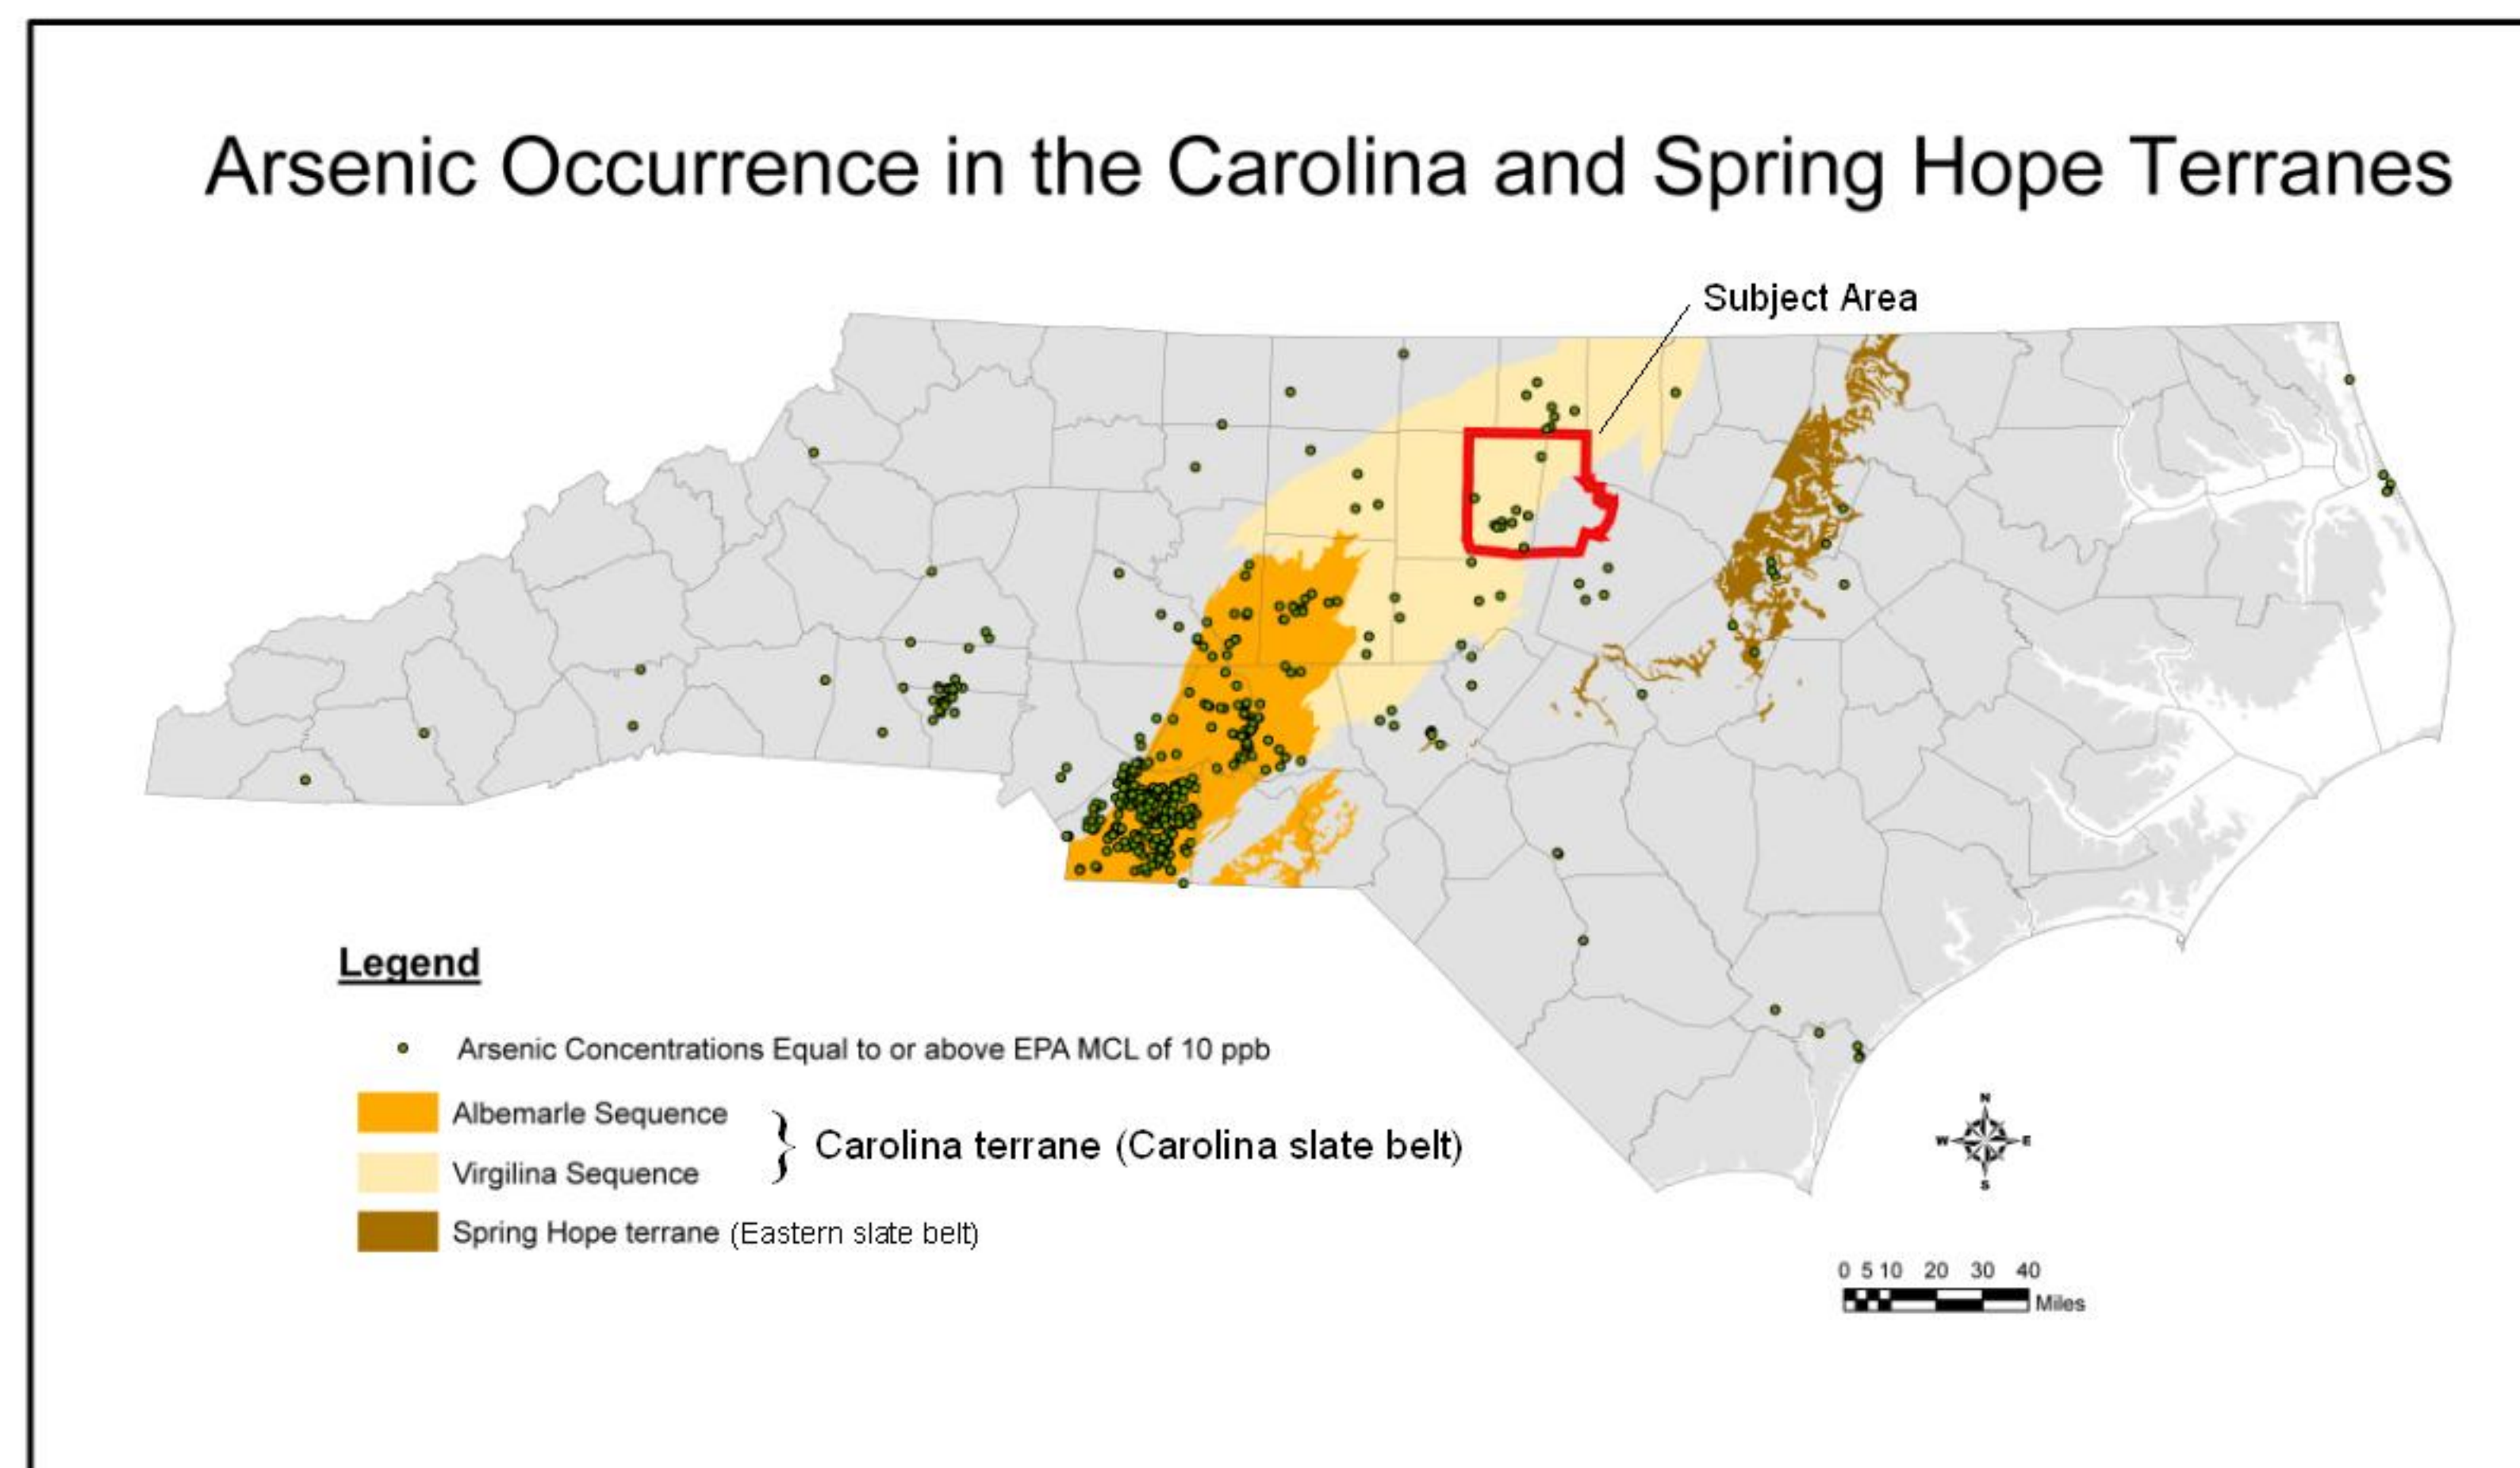 Arsenic Occurrence in the Carolina and Spring Hope Terranes
Subject Area
Legend
Arsenic Concentrations Equal to or above EPA MCL of 10 ppb
Albemarle Sequence
} Carolina terrane (Carolina slate belt)
Virgilina Sequence
Spring Hope terrane (Eastern slate belt)
N
W E
S
0 5 10 20 30 40
Miles